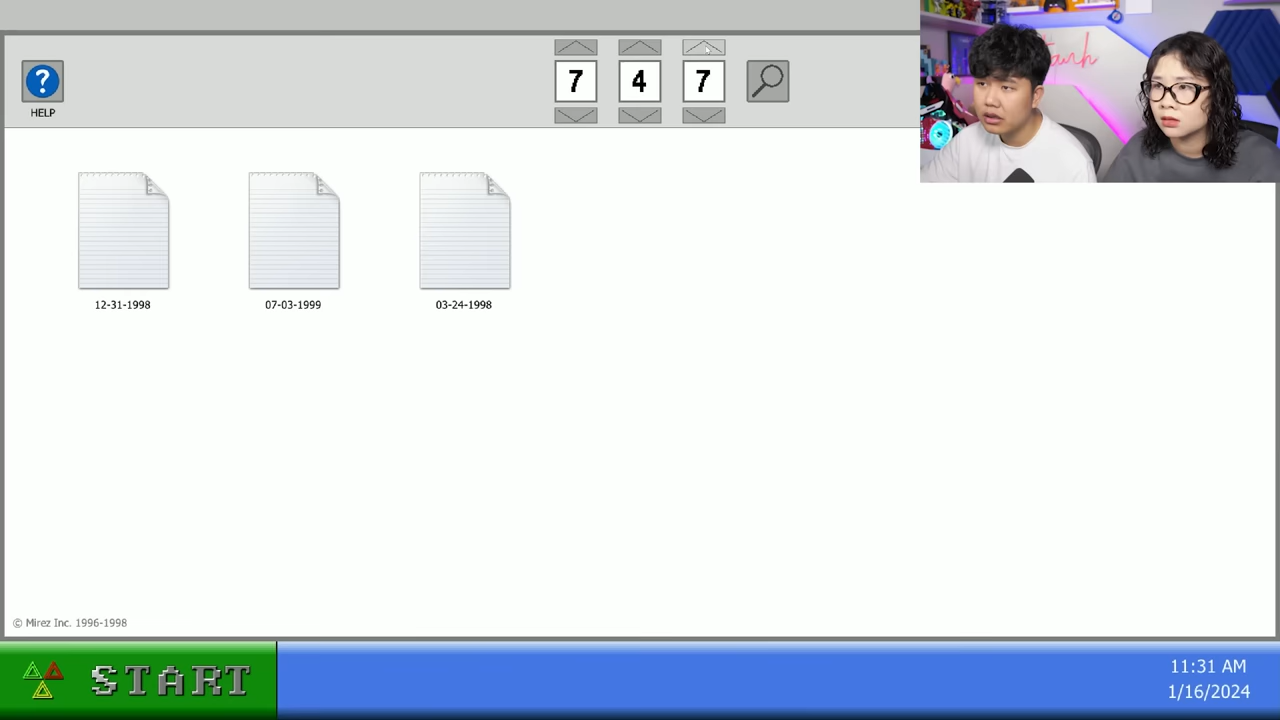 7 4 7
HELP
12-31-1998
07-03-1999
03-24-1998
© Mirez Inc. 1996-1998
START
11:31 AM
1/16/2024